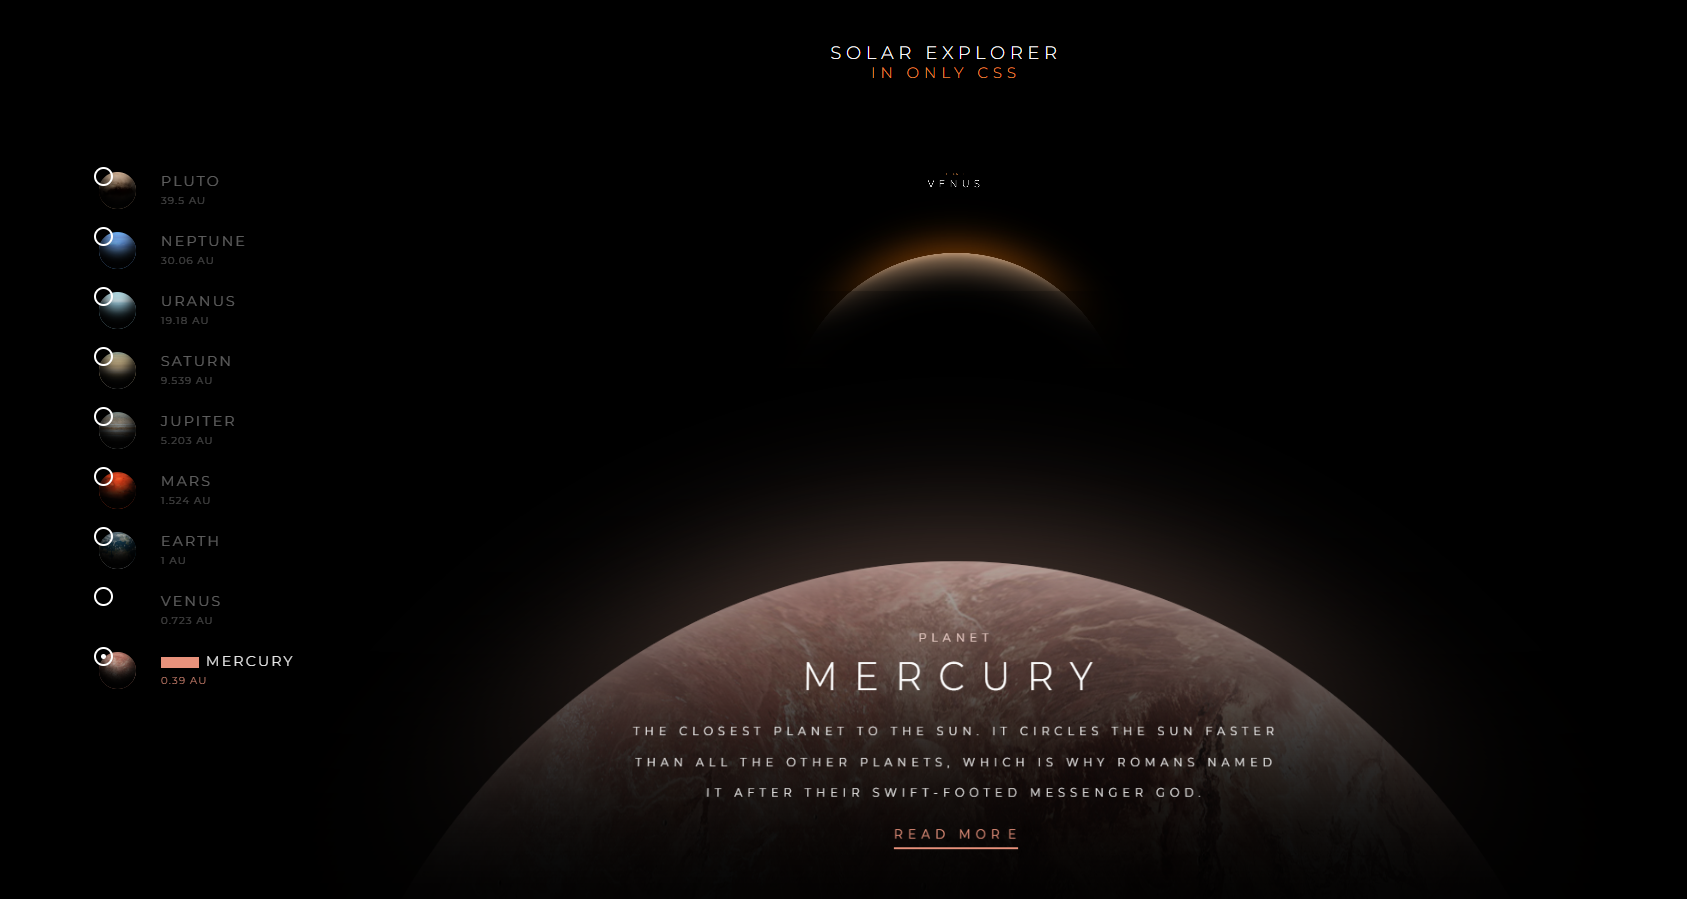 SOLAR EXPLORER
IN ONLY CSS
PLUTO
39.5 AU
NEPTUNE
30.06 AU
URANUS
19.18 AU
SATURN
9.539 AU
JUPITER
5.203 AU
MARS
1.524 AU
EARTH
1 AU
VENUS
0.723 AU
MERCURY
0.39 AU
VENUS
PLANET
MERCURY
THE CLOSEST PLANET TO THE SUN. IT CIRCLES THE SUN FASTER
THAN ALL THE OTHER PLANETS, WHICH IS WHY ROMANS NAMED
IT AFTER THEIR SWIFT-FOOTED MESSENGER GOD.
READ MORE